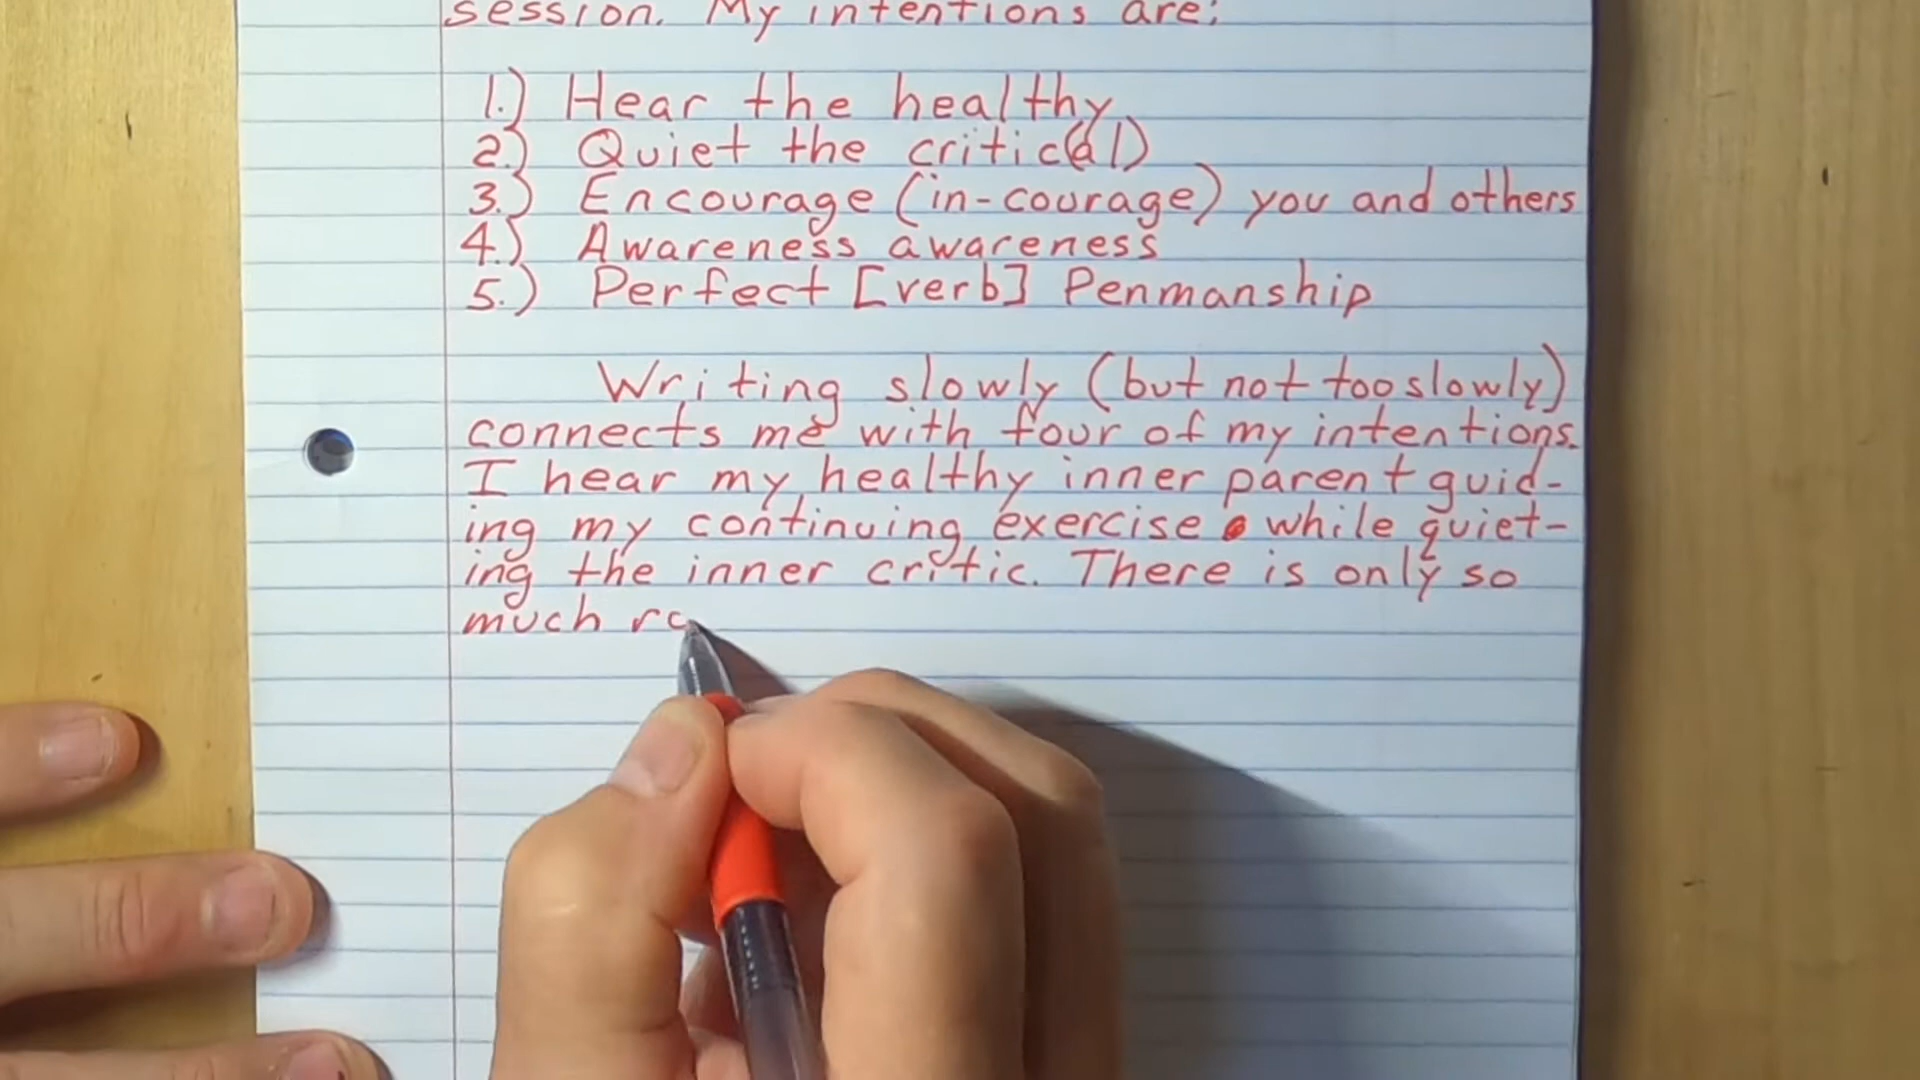 session. My intentions are:
1.) Hear the healthy
2.) Quiet the critic(al)
3.) Encourage (in-courage) you and others
4.) Awareness awareness
5.) Perfect [verb] Penmanship
Writing slowly (but not too slowly)
connects me with four of my intentions.
I hear my healthy inner parent guid-
ing my continuing exercise while quiet-
ing the inner critic. There is only so
much